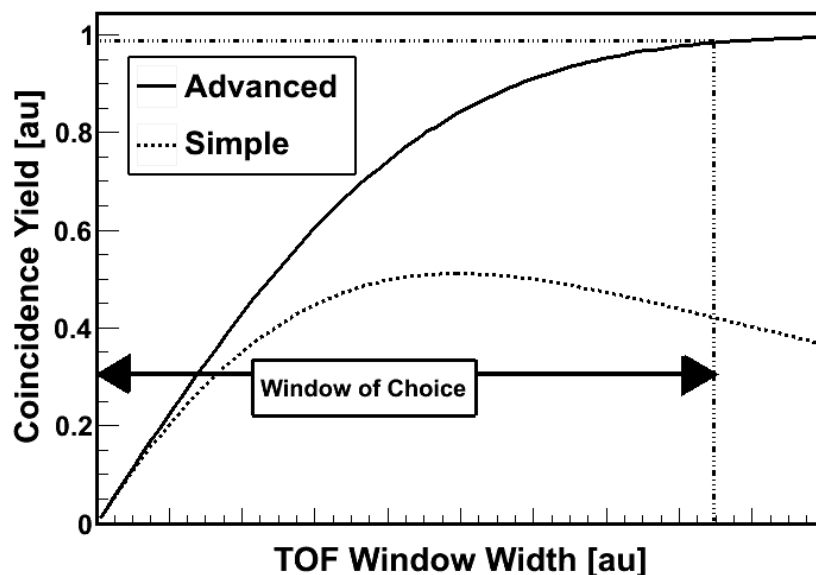 1
0.8
0.6
0.4
0.2
0
Coincidence Yield [au]
Advanced
Simple
Window of Choice
TOF Window Width [au]